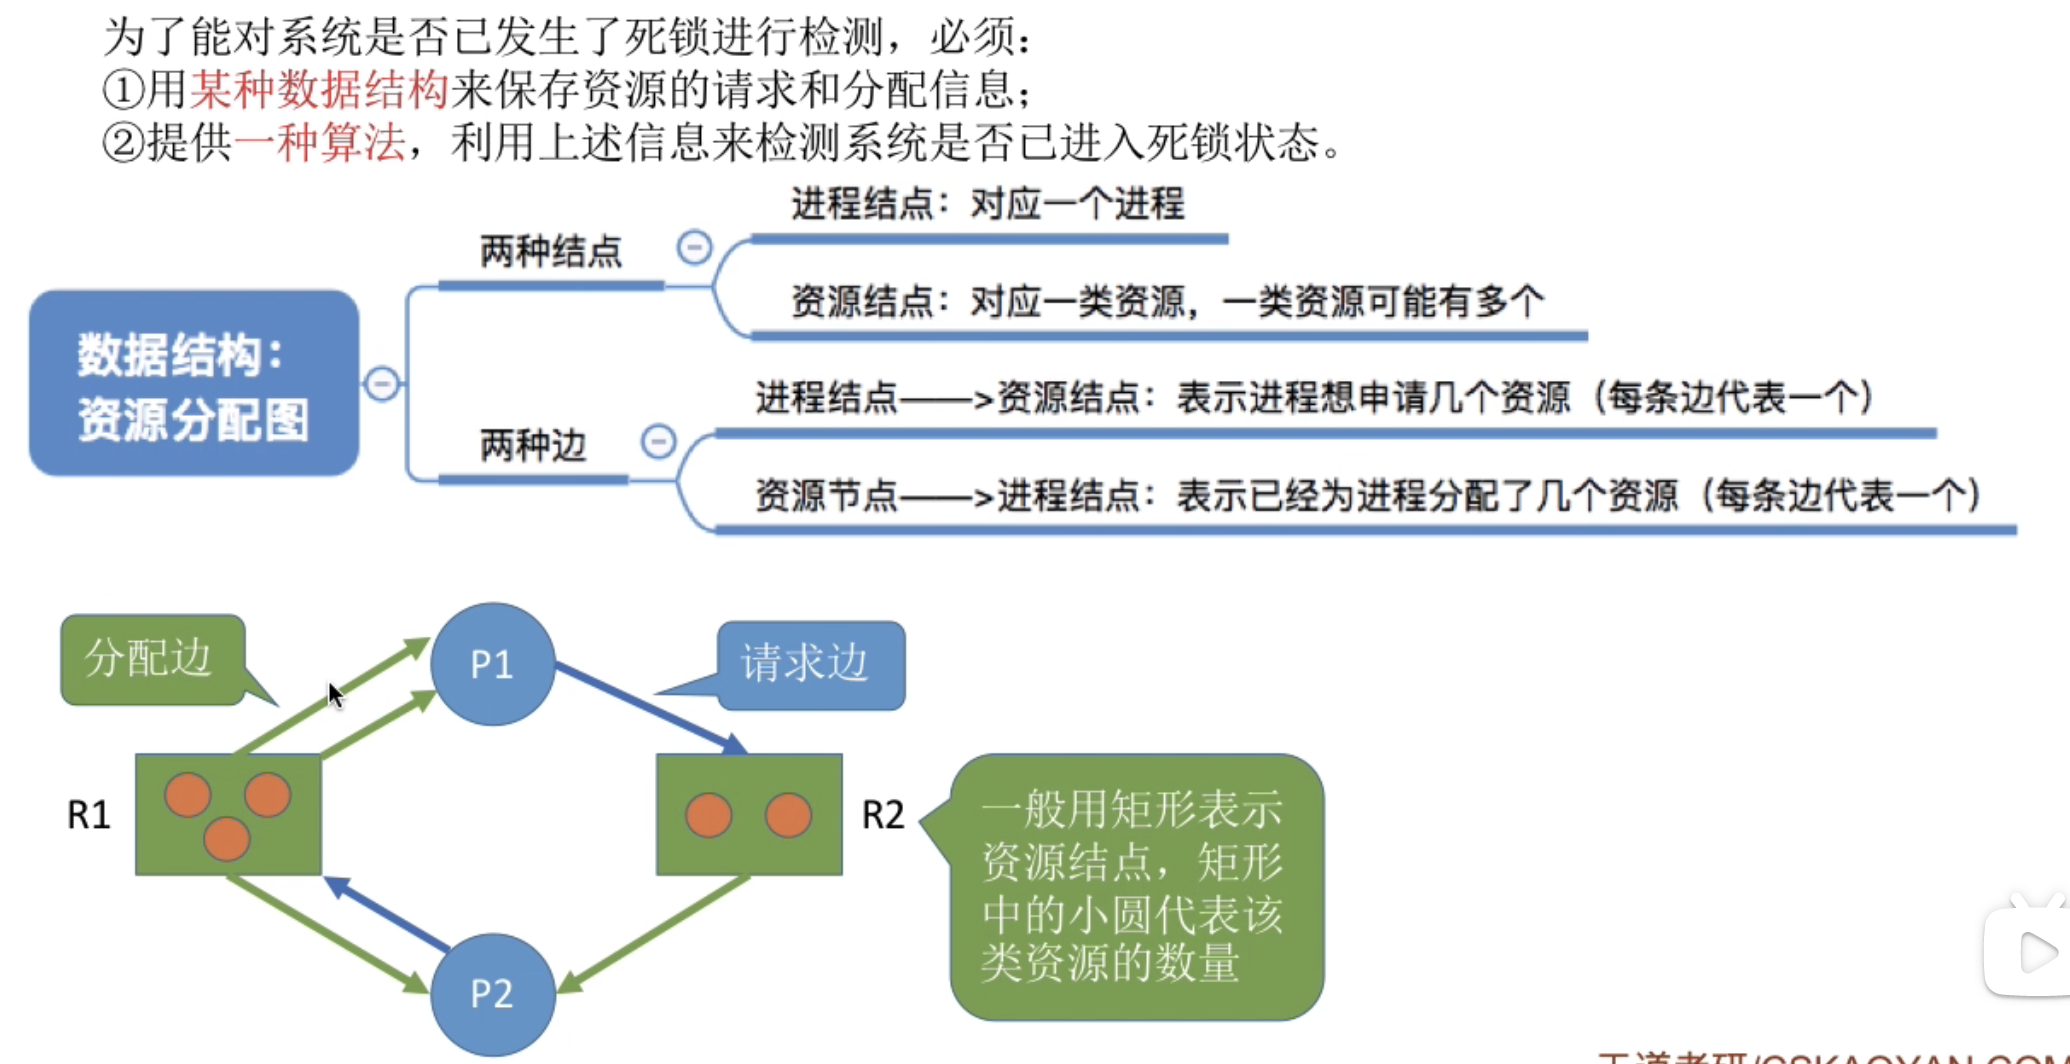 为了能对系统是否已发生了死锁进行检测，必须：
①用某种数据结构来保存资源的请求和分配信息；
②提供一种算法，利用上述信息来检测系统是否已进入死锁状态。
数据结构：
资源分配图
两种结点
进程结点：对应一个进程
资源结点：对应一类资源，一类资源可能有多个
两种边
进程结点——>资源结点：表示进程想申请几个资源（每条边代表一个）
资源节点——>进程结点：表示已经为进程分配了几个资源（每条边代表一个）
分配边
P1
请求边
R1
R2
一般用矩形表示
资源结点，矩形
中的小圆代表该
类资源的数量
P2
王道考研/CSKAOYAN.COM